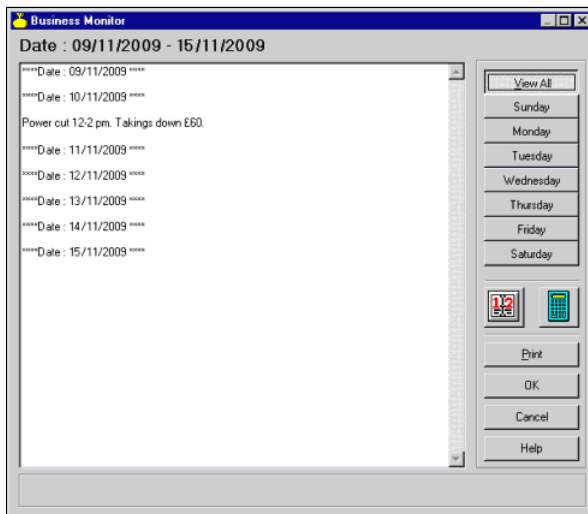 Business Monitor
Date : 09/11/2009 - 15/11/2009
****Date : 09/11/2009 ****
****Date : 10/11/2009 ****
Power cut 12-2 pm. Takings down £60.
****Date : 11/11/2009 ****
****Date : 12/11/2009 ****
****Date : 13/11/2009 ****
****Date : 14/11/2009 ****
****Date : 15/11/2009 ****
View All
Sunday
Monday
Tuesday
Wednesday
Thursday
Friday
Saturday
12
Print
OK
Cancel
Help